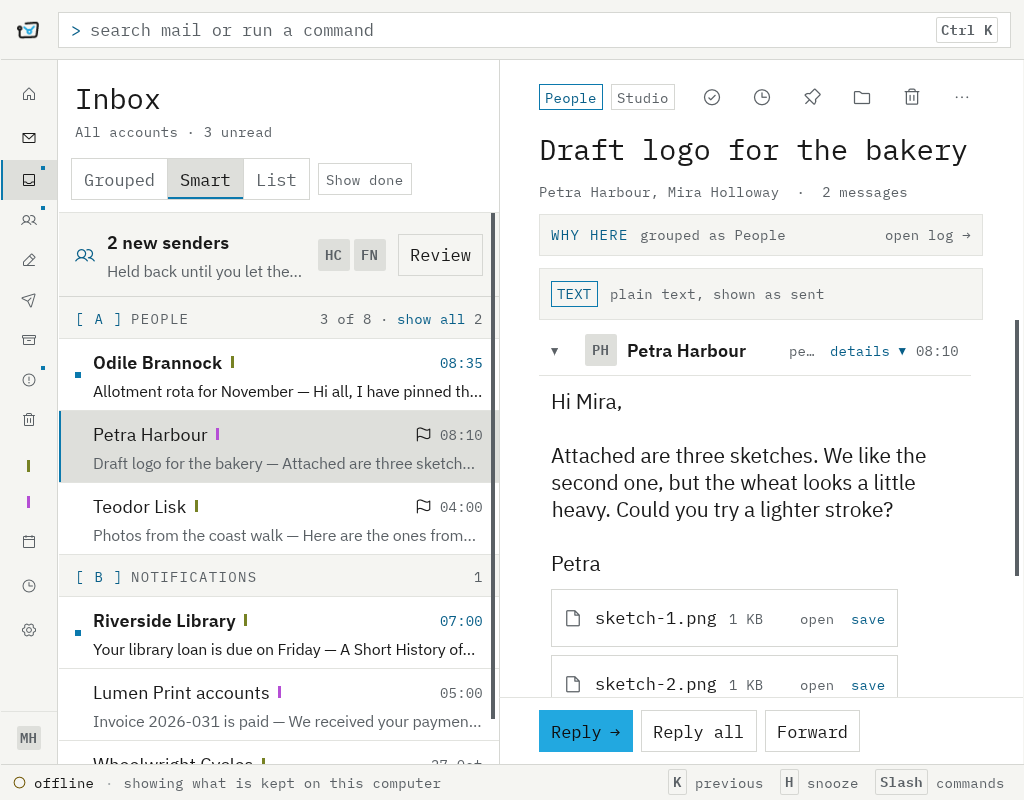 > search mail or run a command Ctrl K
Inbox
All accounts · 3 unread
Grouped Smart List Show done
2 new senders
Held back until you let the… HC FN Review
[ A ] PEOPLE 3 of 8 · show all 2
Odile Brannock 08:35
Allotment rota for November — Hi all, I have pinned th…
Petra Harbour 08:10
Draft logo for the bakery — Attached are three sketch…
Teodor Lisk 04:00
Photos from the coast walk — Here are the ones from…
[ B ] NOTIFICATIONS 1
Riverside Library 07:00
Your library loan is due on Friday — A Short History of…
Lumen Print accounts 05:00
Invoice 2026-031 is paid — We received your paymen…
Wheelwright Cycles 27 Oct
MH
People Studio ···
Draft logo for the bakery
Petra Harbour, Mira Holloway · 2 messages
WHY HERE grouped as People open log →
TEXT plain text, shown as sent
▼ PH Petra Harbour pe… details ▼ 08:10
Hi Mira,
Attached are three sketches. We like the
second one, but the wheat looks a little
heavy. Could you try a lighter stroke?
Petra
sketch-1.png 1 KB open save
sketch-2.png 1 KB open save
Reply → Reply all Forward
offline · showing what is kept on this computer K previous H snooze Slash commands